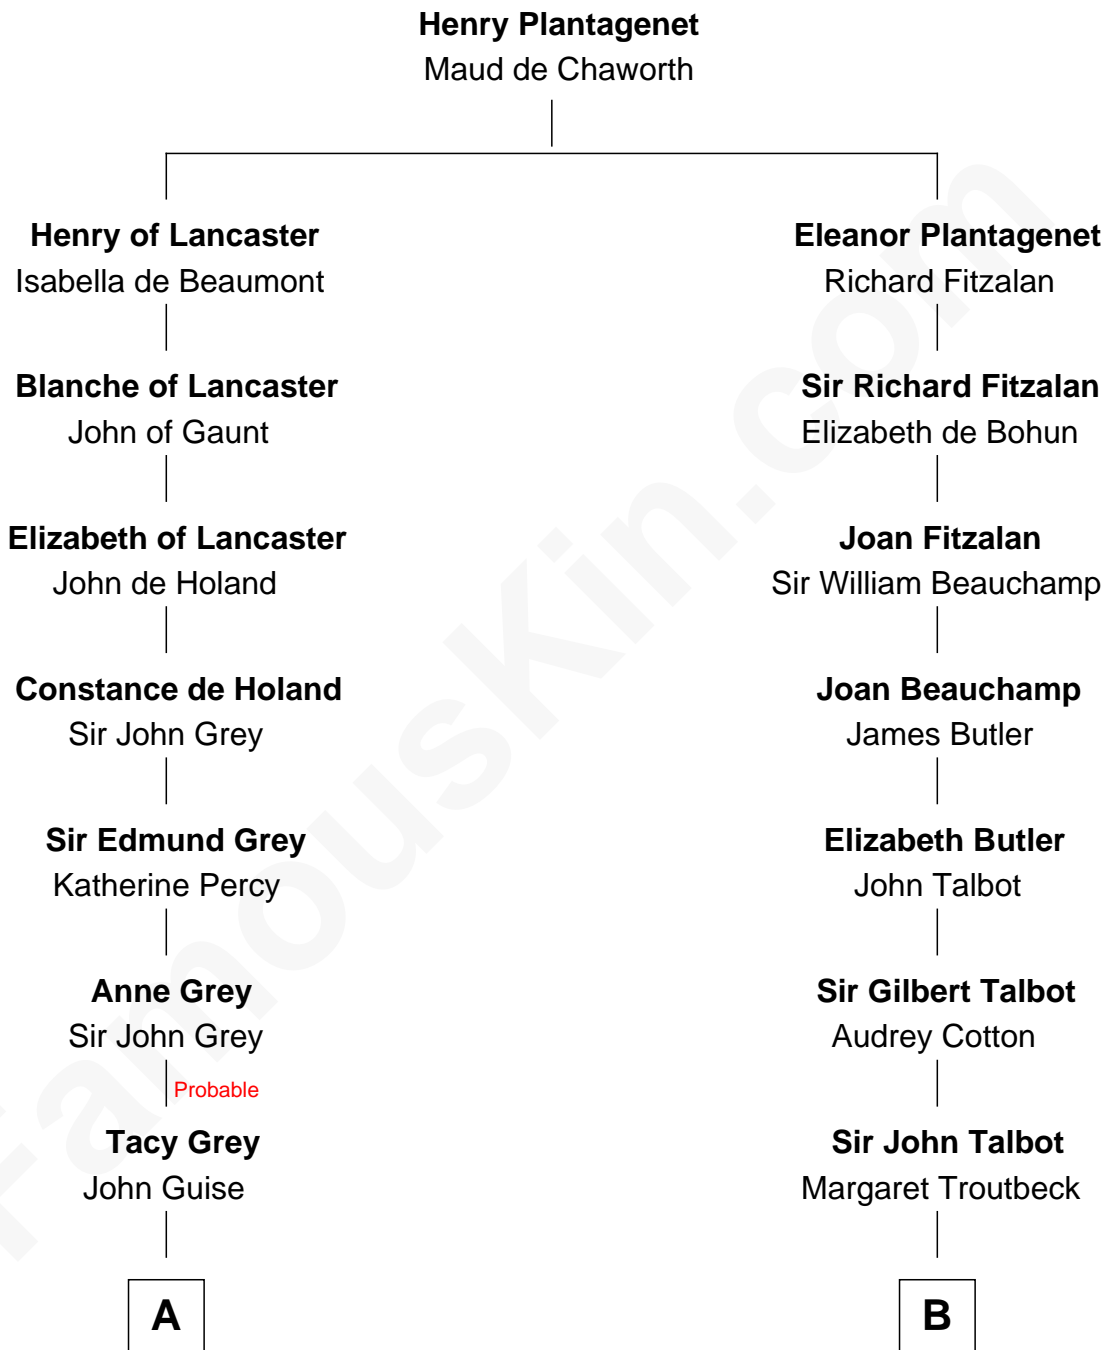 Henry Plantagenet
Maud de Chaworth
Henry of Lancaster
Isabella de Beaumont
Eleanor Plantagenet
Richard Fitzalan
Blanche of Lancaster
John of Gaunt
Sir Richard Fitzalan
Elizabeth de Bohun
Elizabeth of Lancaster
John de Holand
Joan Fitzalan
Sir William Beauchamp
Constance de Holand
Sir John Grey
Joan Beauchamp
James Butler
Sir Edmund Grey
Katherine Percy
Elizabeth Butler
John Talbot
Anne Grey
Sir John Grey
Sir Gilbert Talbot
Audrey Cotton
Probable
Tacy Grey
John Guise
Sir John Talbot
Margaret Troutbeck
A
B
FamousKin.com